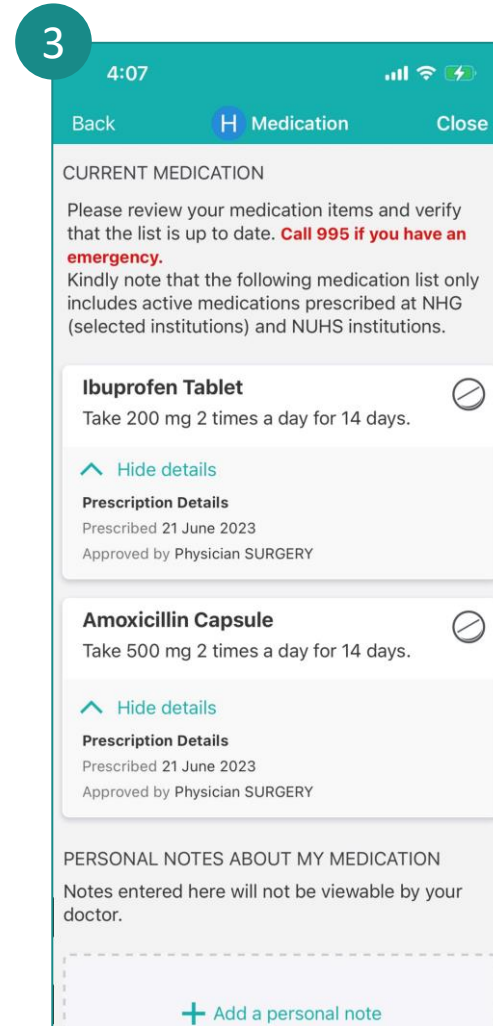 3
4:07
Back H Medication Close
CURRENT MEDICATION
Please review your medication items and verify
that the list is up to date. Call 995 if you have an
emergency.
Kindly note that the following medication list only
includes active medications prescribed at NHG
(selected institutions) and NUHS institutions.
Ibuprofen Tablet
Take 200 mg 2 times a day for 14 days.
Hide details
Prescription Details
Prescribed 21 June 2023
Approved by Physician SURGERY
Amoxicillin Capsule
Take 500 mg 2 times a day for 14 days.
Hide details
Prescription Details
Prescribed 21 June 2023
Approved by Physician SURGERY
PERSONAL NOTES ABOUT MY MEDICATION
Notes entered here will not be viewable by your
doctor.
+ Add a personal note